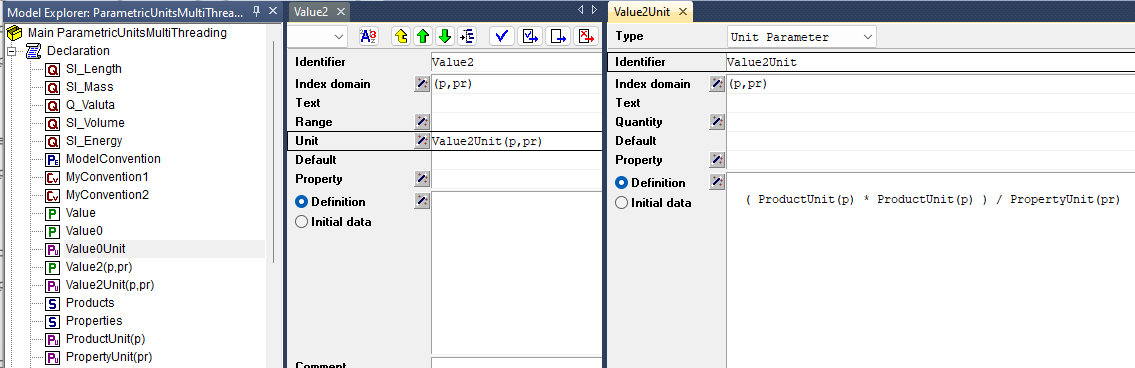 Model Explorer: ParametricUnitsMultiThrea...
Main ParametricUnitsMultiThreading
Declaration
SI_Length
SI_Mass
Q_Valuta
SI_Volume
SI_Energy
ModelConvention
MyConvention1
MyConvention2
Value
Value0
Value0Unit
Value2(p,pr)
Value2Unit(p,pr)
Products
Properties
ProductUnit(p)
PropertyUnit(pr)
Value2
Identifier Value2
Index domain (p,pr)
Text
Range
Unit Value2Unit(p,pr)
Default
Property
Definition
Initial data
Comment
Value2Unit
Type Unit Parameter
Identifier Value2Unit
Index domain (p,pr)
Text
Quantity
Default
Property
Definition
Initial data
( ProductUnit(p) * ProductUnit(p) ) / PropertyUnit(pr)